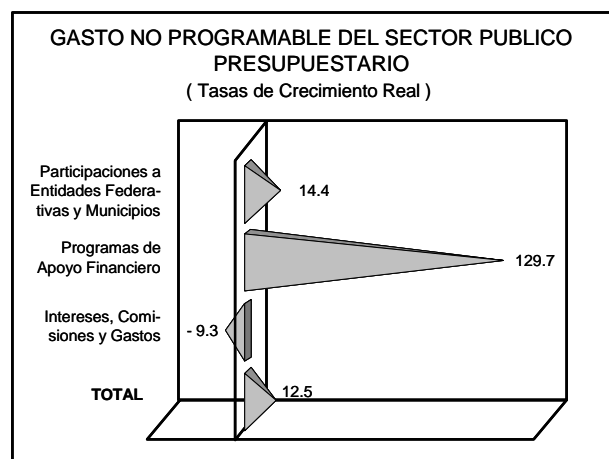 GASTO NO PROGRAMABLE DEL SECTOR PUBLICO
PRESUPUESTARIO
( Tasas de Crecimiento Real )
Participaciones a
Entidades Federa-
tivas y Municipios
14.4
Programas de
Apoyo Financiero
129.7
Intereses, Comi-
siones y Gastos
- 9.3
TOTAL
12.5